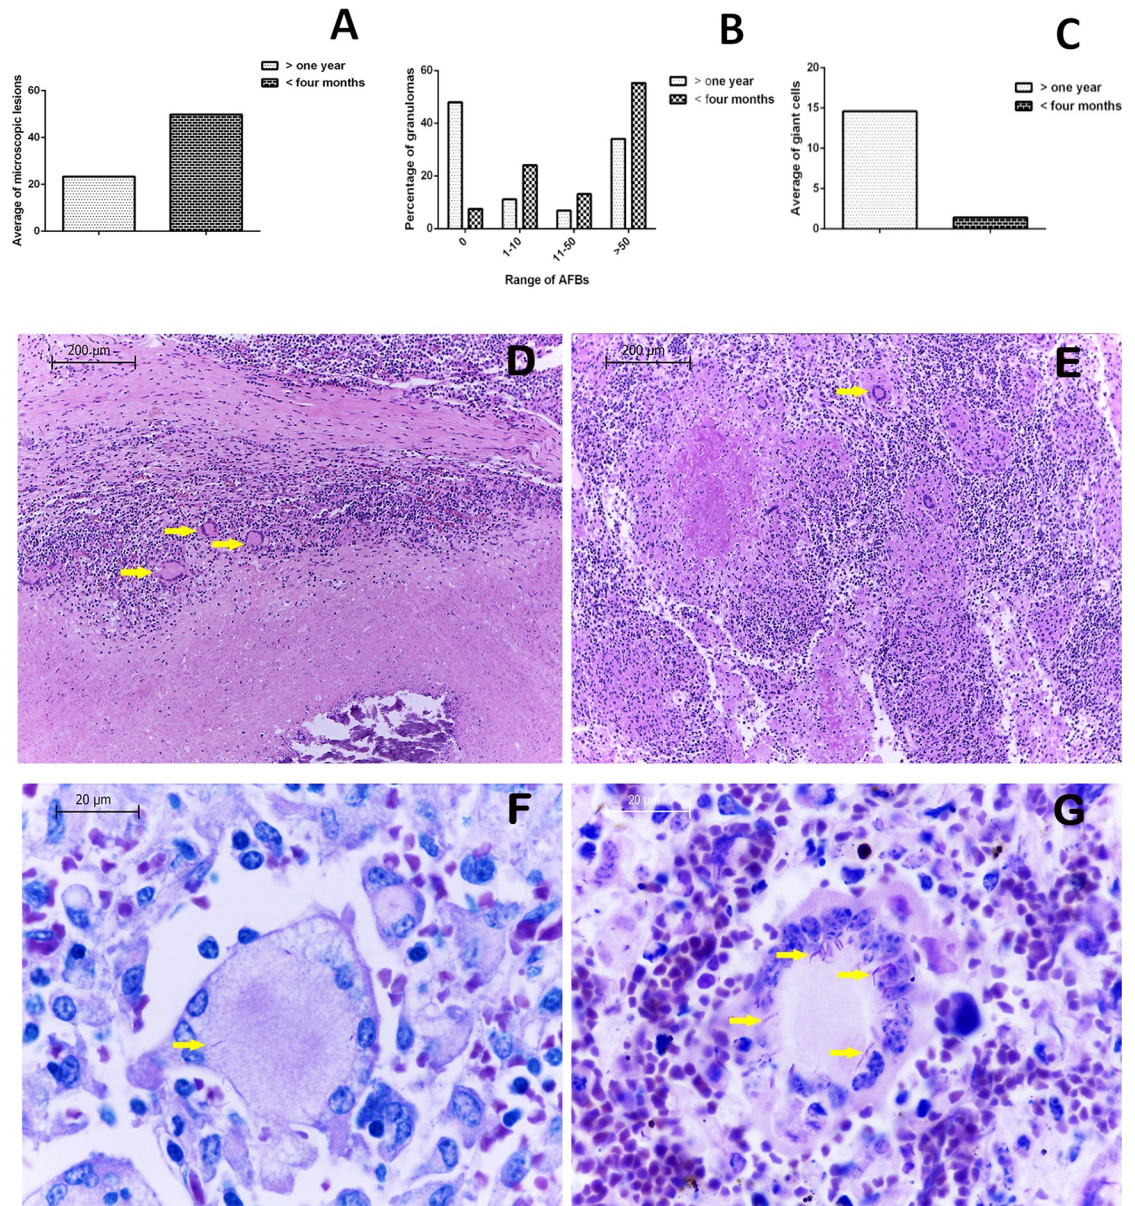 A
> one year
< four months
Average of microscopic lesions
60
40
20
0
B
> one year
< four months
Percentage of granulomas
60
40
20
0
0
1-10
11-50
>50
Range of AFBs
C
> one year
< four months
Average of giant cells
20
15
10
5
0
200 µm
D
200 µm
E
20 µm
F
20 µm
G